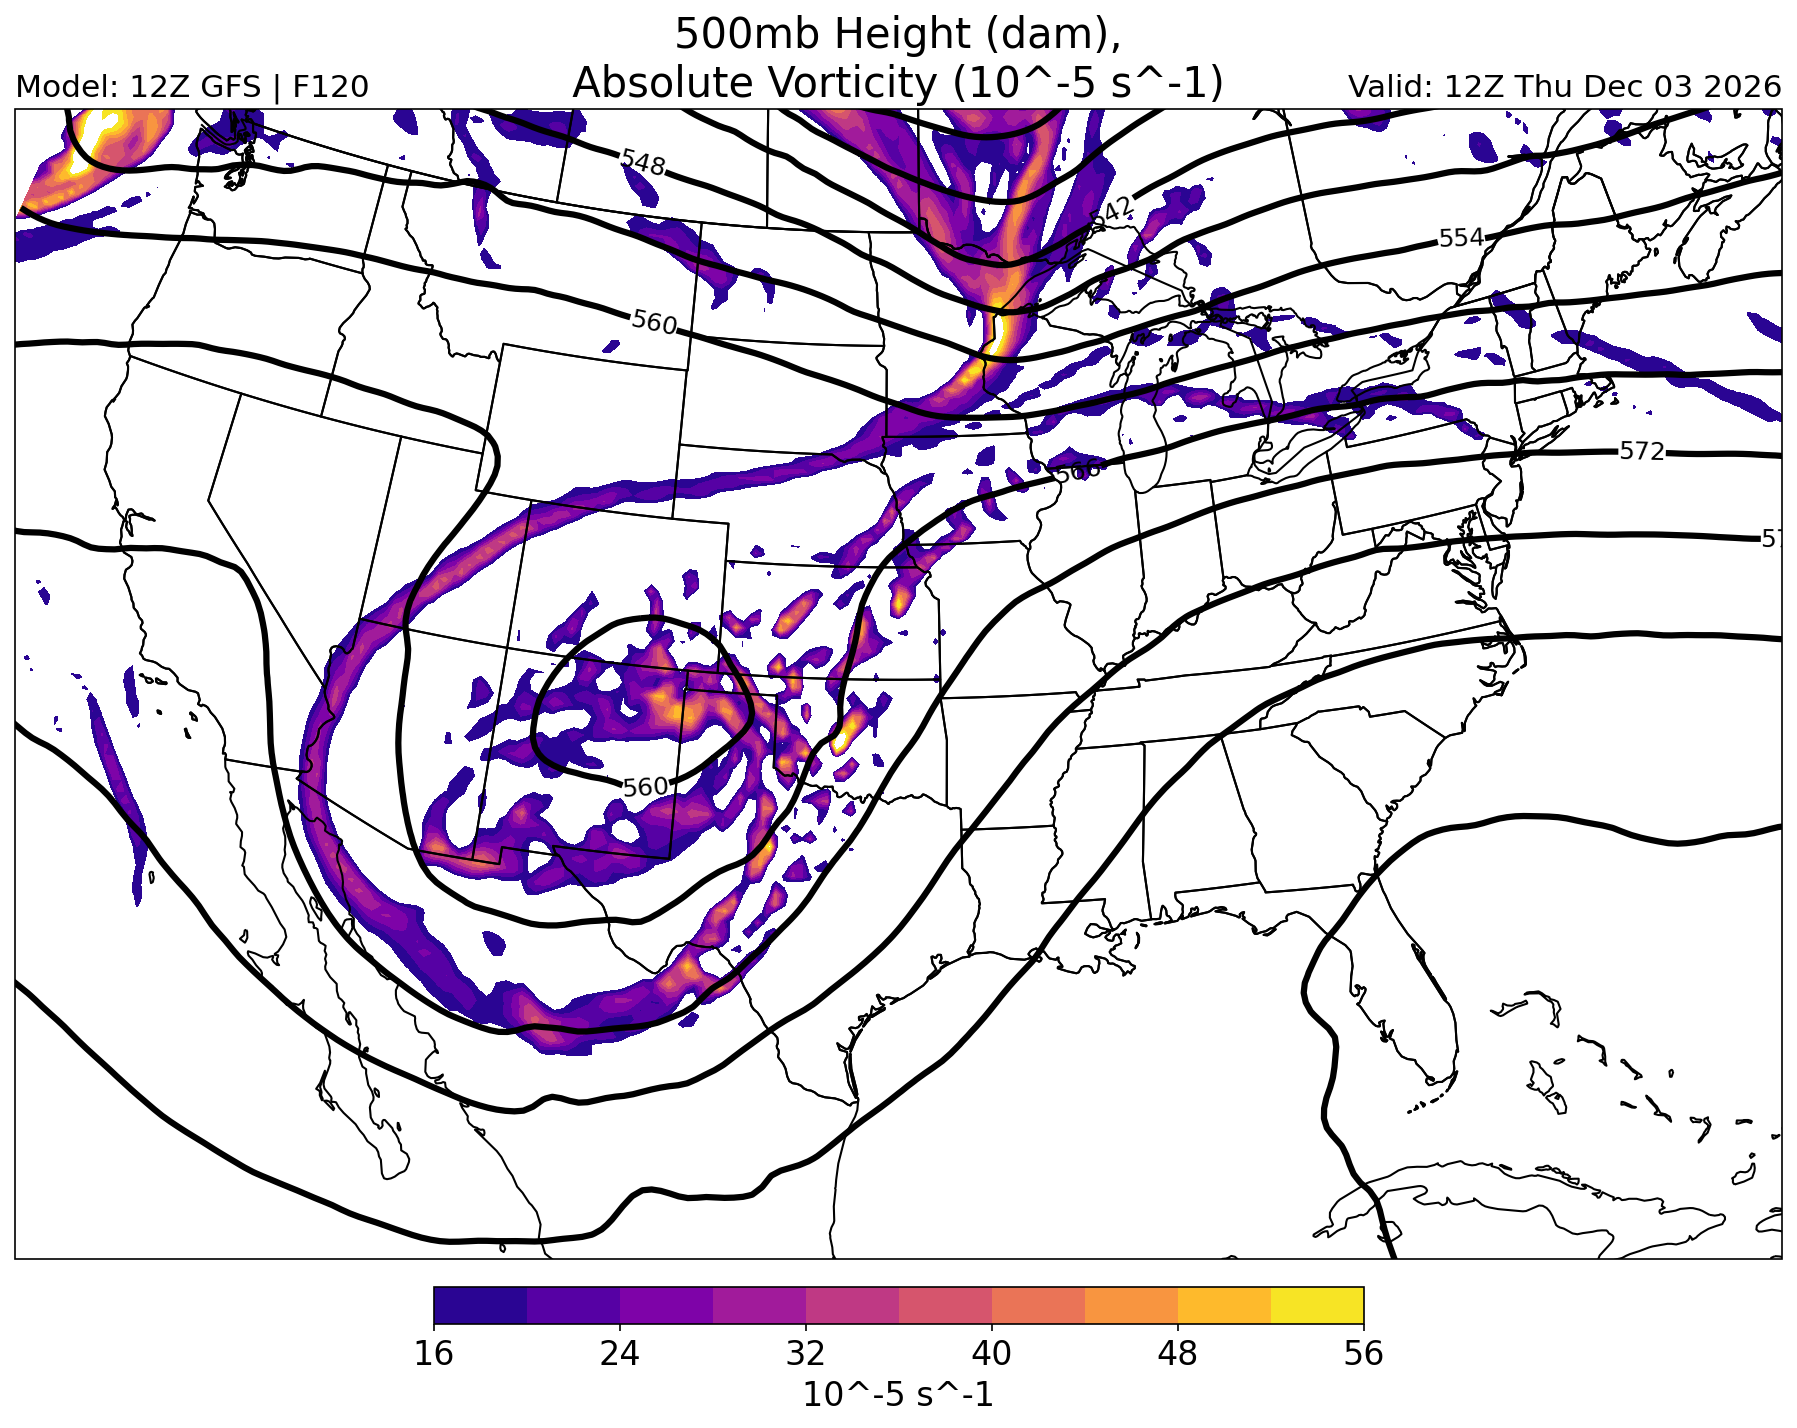 500mb Height (dam),
Absolute Vorticity (10^-5 s^-1)
Model: 12Z GFS | F120
Valid: 12Z Thu Dec 03 2026
548
542
554
560
572
566
57
560
16 24 32 40 48 56
10^-5 s^-1